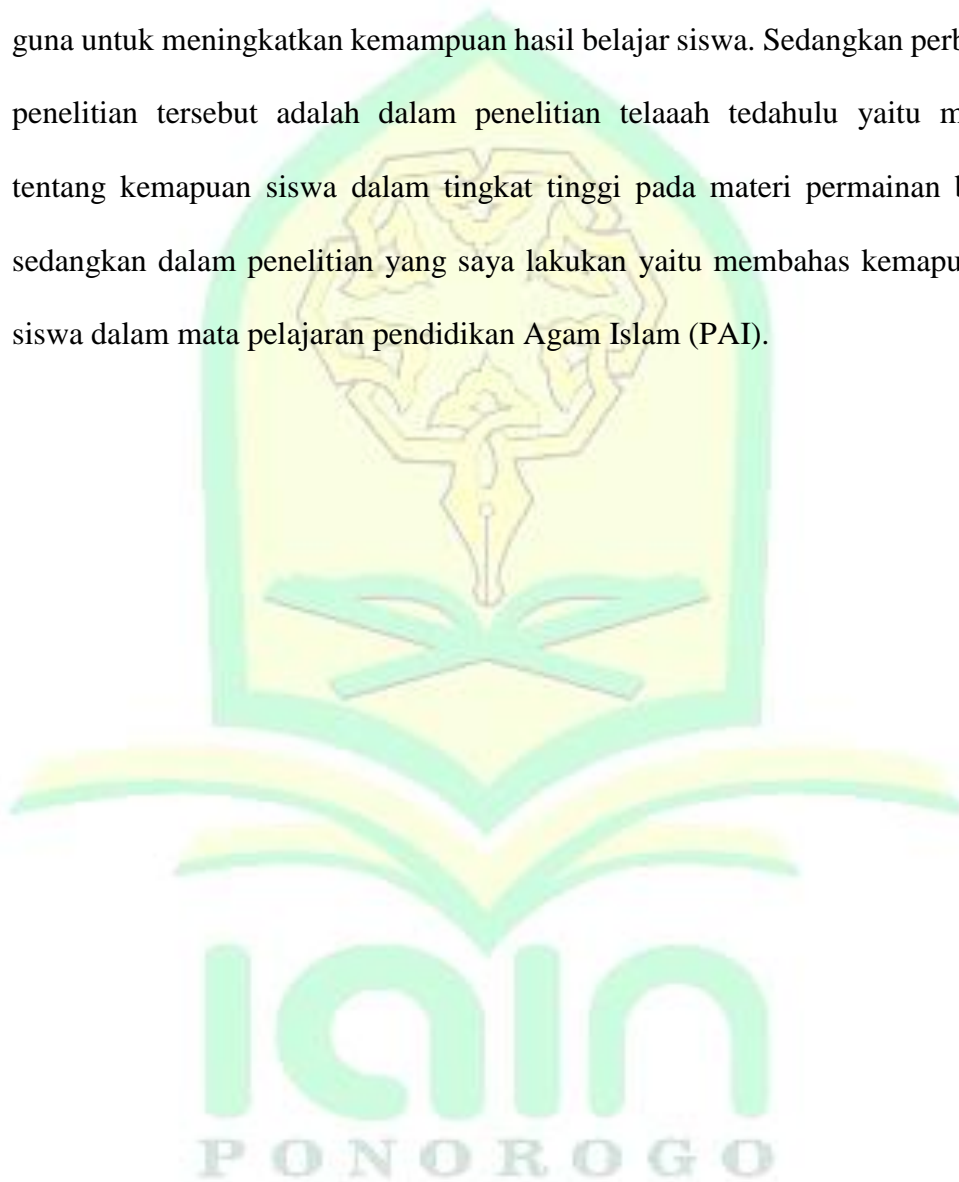 guna untuk meningkatkan kemampuan hasil belajar siswa. Sedangkan
penelitian tersebut adalah dalam penelitian telaaah tedahulu yaitu
tentang kemapuan siswa dalam tingkat tinggi pada materi permainan
sedangkan dalam penelitian yang saya lakukan yaitu membahas
siswa dalam mata pelajaran pendidikan Agam Islam (PAI).
iain
PONOROGO